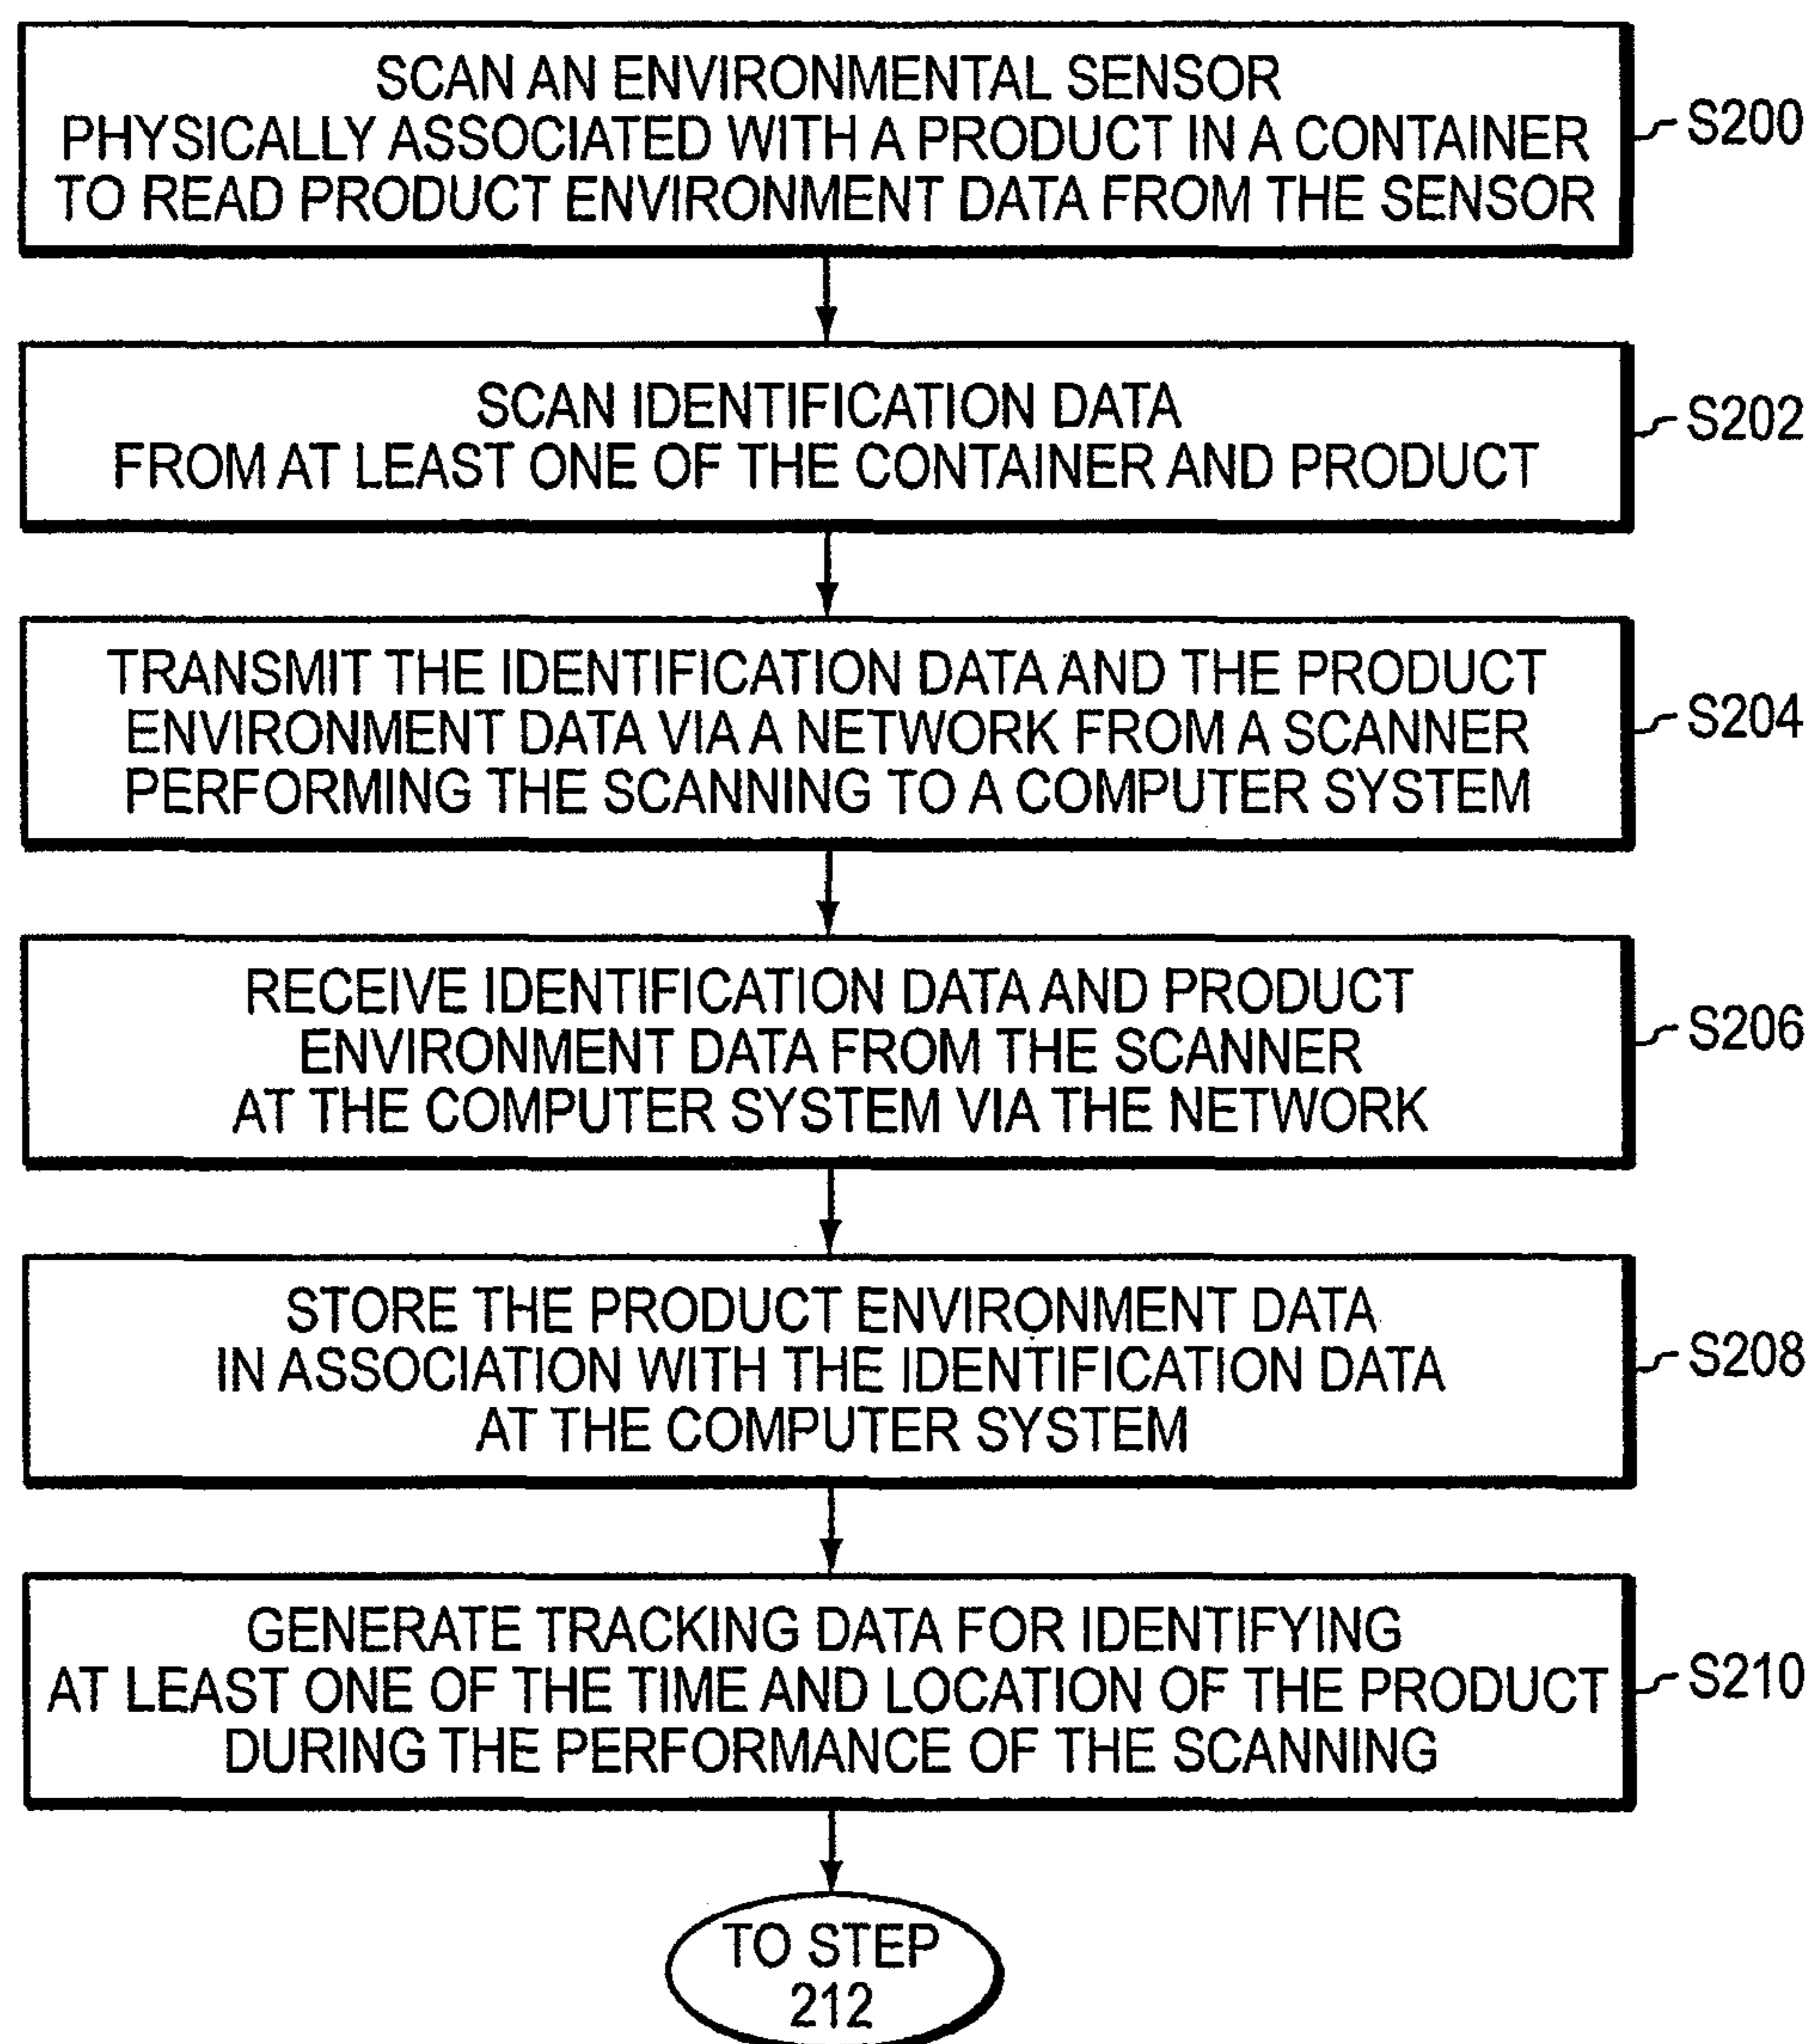 SCAN AN ENVIRONMENTAL SENSOR
PHYSICALLY ASSOCIATED WITH A PRODUCT IN A CONTAINER
TO READ PRODUCT ENVIRONMENT DATA FROM THE SENSOR
S200
SCAN IDENTIFICATION DATA
FROM AT LEAST ONE OF THE CONTAINER AND PRODUCT
S202
TRANSMIT THE IDENTIFICATION DATA AND THE PRODUCT
ENVIRONMENT DATA VIA A NETWORK FROM A SCANNER
PERFORMING THE SCANNING TO A COMPUTER SYSTEM
S204
RECEIVE IDENTIFICATION DATA AND PRODUCT
ENVIRONMENT DATA FROM THE SCANNER
AT THE COMPUTER SYSTEM VIA THE NETWORK
S206
STORE THE PRODUCT ENVIRONMENT DATA
IN ASSOCIATION WITH THE IDENTIFICATION DATA
AT THE COMPUTER SYSTEM
S208
GENERATE TRACKING DATA FOR IDENTIFYING
AT LEAST ONE OF THE TIME AND LOCATION OF THE PRODUCT
DURING THE PERFORMANCE OF THE SCANNING
S210
TO STEP
212